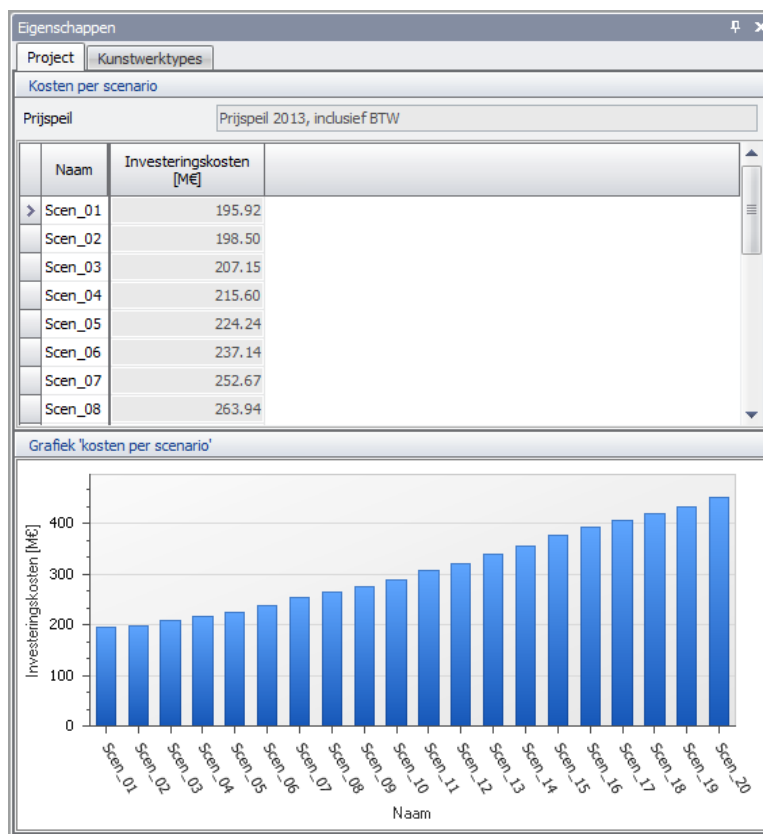 Eigenschappen
Project Kunstwerktypes
Kosten per scenario
Prijspeil Prijspeil 2013, inclusief BTW
Naam Investeringskosten
[M€]
Scen_01 195.92
Scen_02 198.50
Scen_03 207.15
Scen_04 215.60
Scen_05 224.24
Scen_06 237.14
Scen_07 252.67
Scen_08 263.94
Grafiek 'kosten per scenario'
Investeringskosten [M€]
400
300
200
100
0
Scen_01 Scen_02 Scen_03 Scen_04 Scen_05 Scen_06 Scen_07 Scen_08 Scen_09 Scen_10 Scen_11 Scen_12 Scen_13 Scen_14 Scen_15 Scen_16 Scen_17 Scen_18 Scen_19 Scen_20
Naam